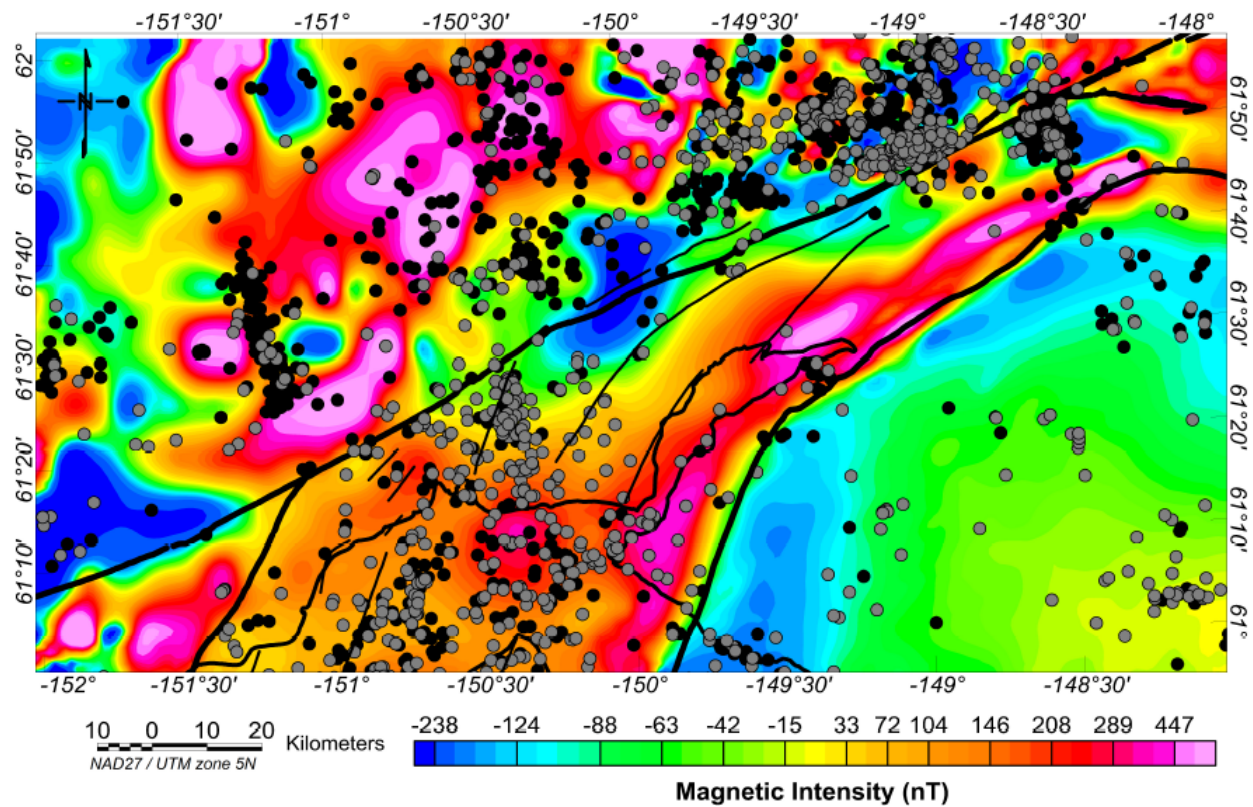 -151°30' -151° -150°30' -150° -149°30' -149° -148°30' -148°
62° 61°50' 61°40' 61°30' 61°20' 61°10'
N
61°50' 61°40' 61°30' 61°20' 61°10' 61°
-152° -151°30' -151° -150°30' -150° -149°30' -149° -148°30'
10 0 10 20 Kilometers
NAD27 / UTM zone 5N
-238 -124 -88 -63 -42 -15 33 72 104 146 208 289 447
Magnetic Intensity (nT)